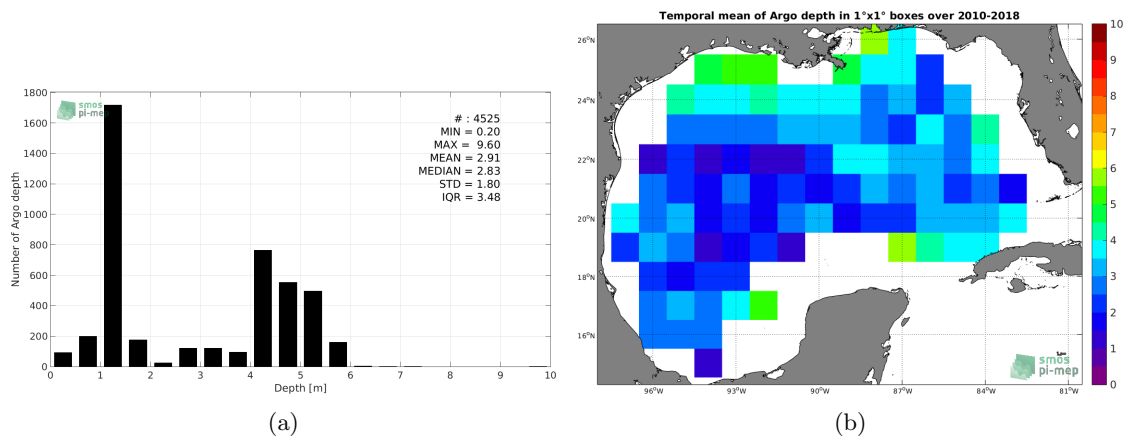 Temporal mean of Argo depth in 1°x1° boxes over 2010-2018
smos
pi-mep
# : 4525
MIN = 0.20
MAX = 9.60
MEAN = 2.91
MEDIAN = 2.83
STD = 1.80
IQR = 3.48
Number of Argo depth
1800
1600
1400
1200
1000
800
600
400
200
0
0 1 2 3 4 5 6 7 8 9 10
Depth [m]
(a)
26°N
24°N
22°N
20°N
18°N
16°N
96°W 93°W 90°W 87°W 84°W 81°W
smos
pi-mep
10
9
8
7
6
5
4
3
2
1
0
(b)